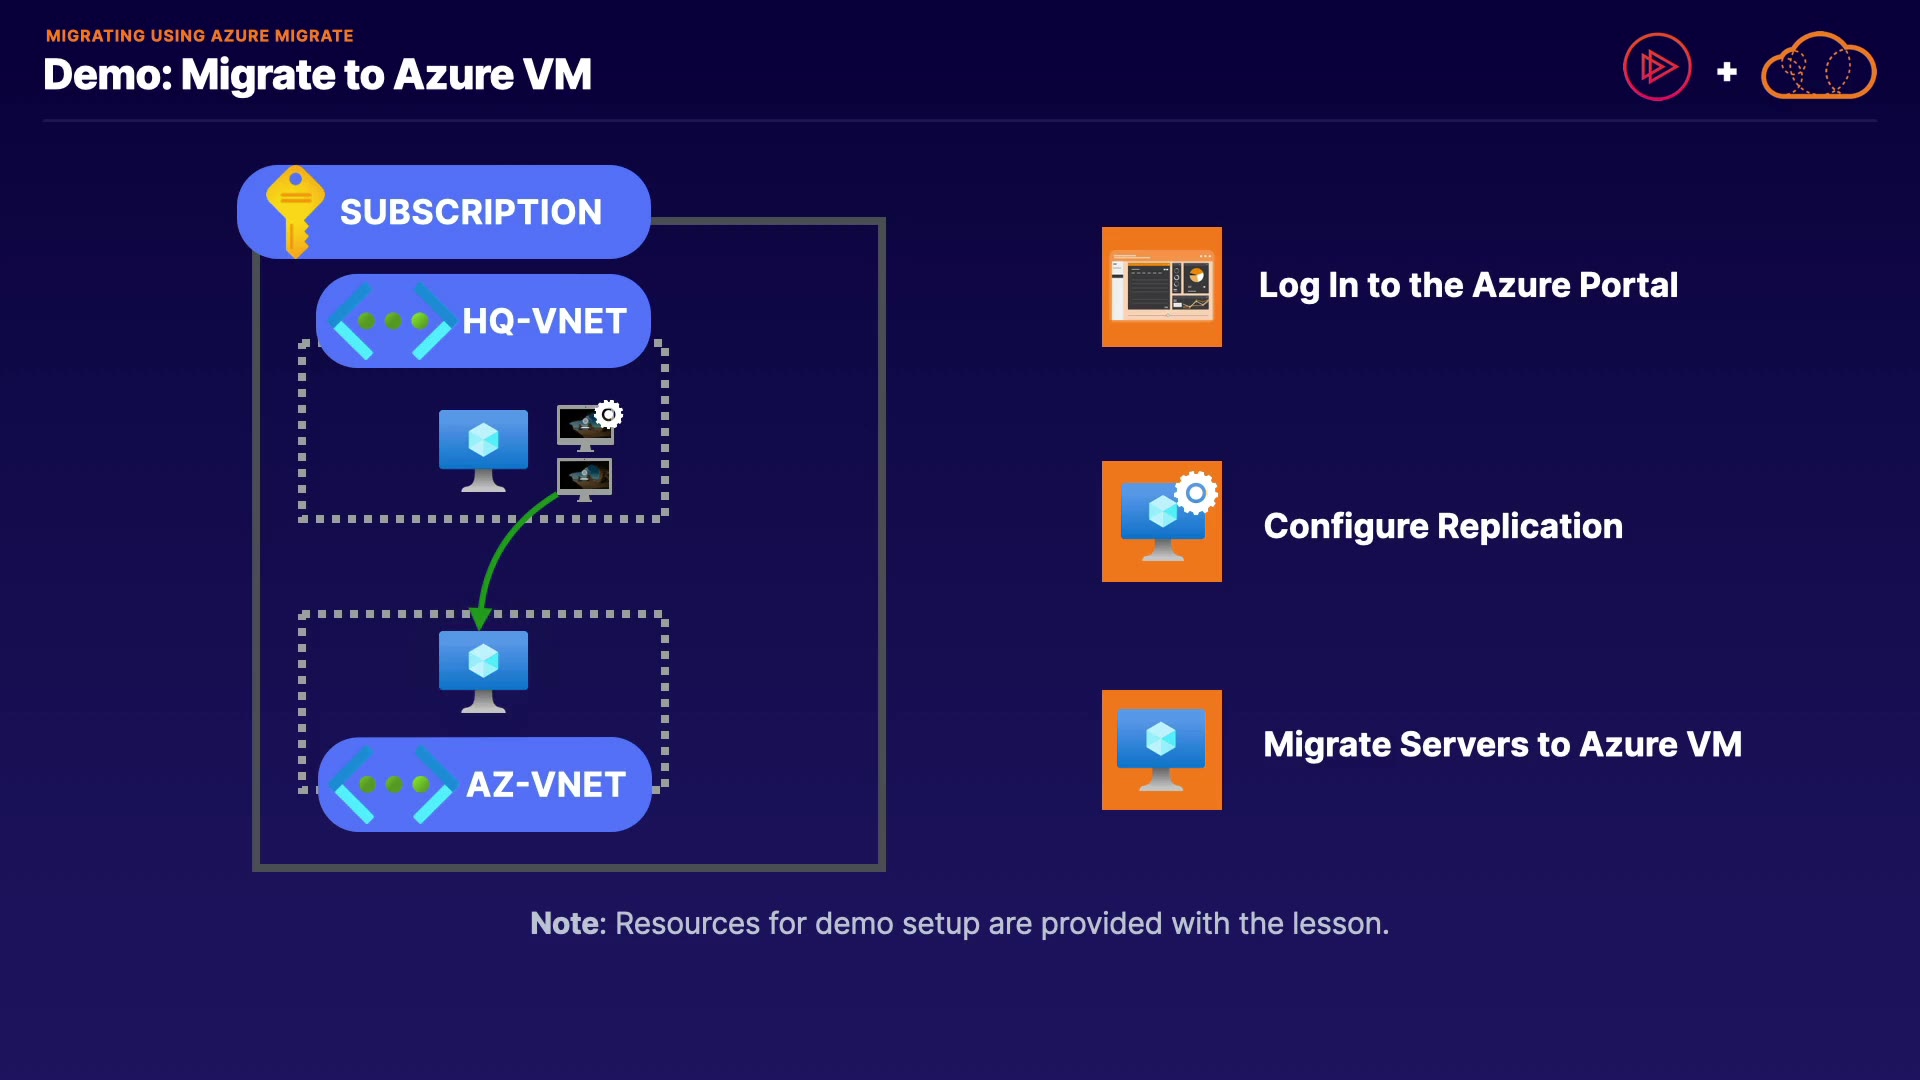 MIGRATING USING AZURE MIGRATE
Demo: Migrate to Azure VM
+
SUBSCRIPTION
HQ-VNET
AZ-VNET
Log In to the Azure Portal
Configure Replication
Migrate Servers to Azure VM
Note: Resources for demo setup are provided with the lesson.